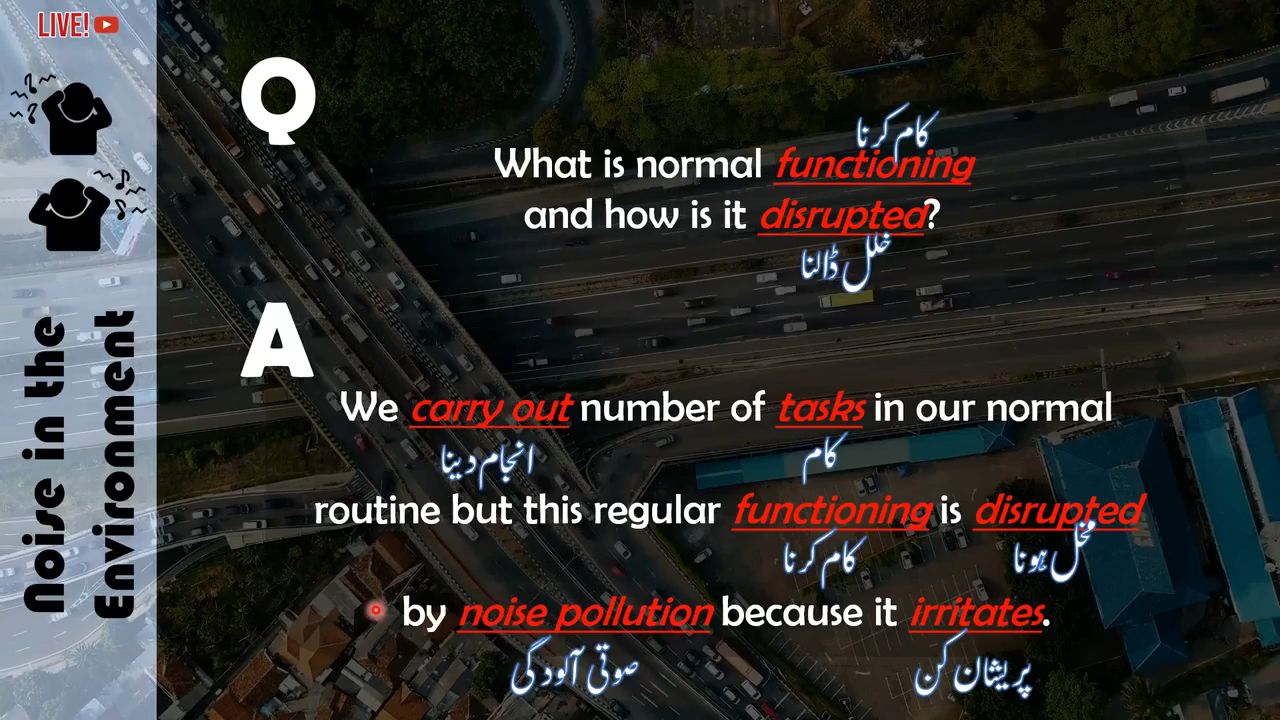 LIVE!
Noise in the
Environment
Q
کام کرنا
What is normal functioning
and how is it disrupted?
خلل ڈالنا
A
We carry out number of tasks in our normal
انجام دینا کام
routine but this regular functioning is disrupted
کام کرنا مخل ہونا
by noise pollution because it irritates.
صوتی آلودگی پریشان کن